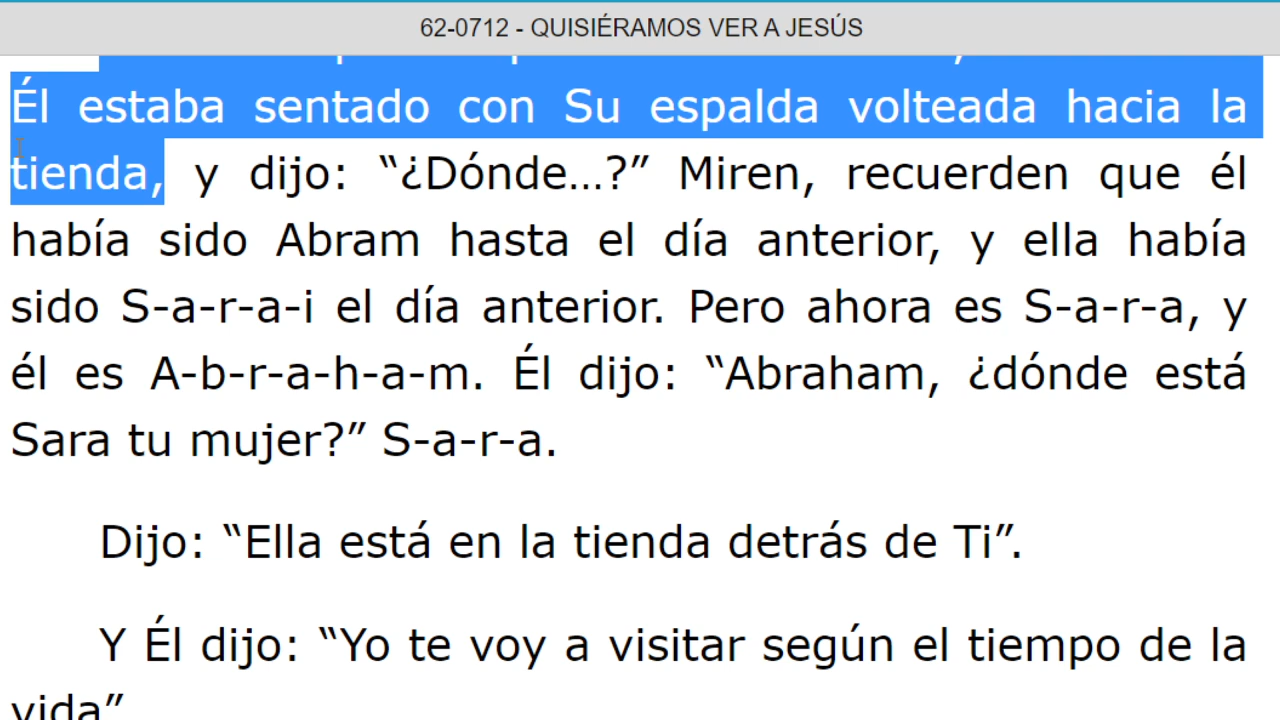 62-0712 - QUISIÉRAMOS VER A JESÚS
Él estaba sentado con Su espalda volteada hacia la
tienda, y dijo: “¿Dónde...?” Miren, recuerden que él
había sido Abram hasta el día anterior, y ella había
sido S-a-r-a-i el día anterior. Pero ahora es S-a-r-a, y
él es A-b-r-a-h-a-m. Él dijo: “Abraham, ¿dónde está
Sara tu mujer?” S-a-r-a.
Dijo: “Ella está en la tienda detrás de Ti”.
Y Él dijo: “Yo te voy a visitar según el tiempo de la
vida”